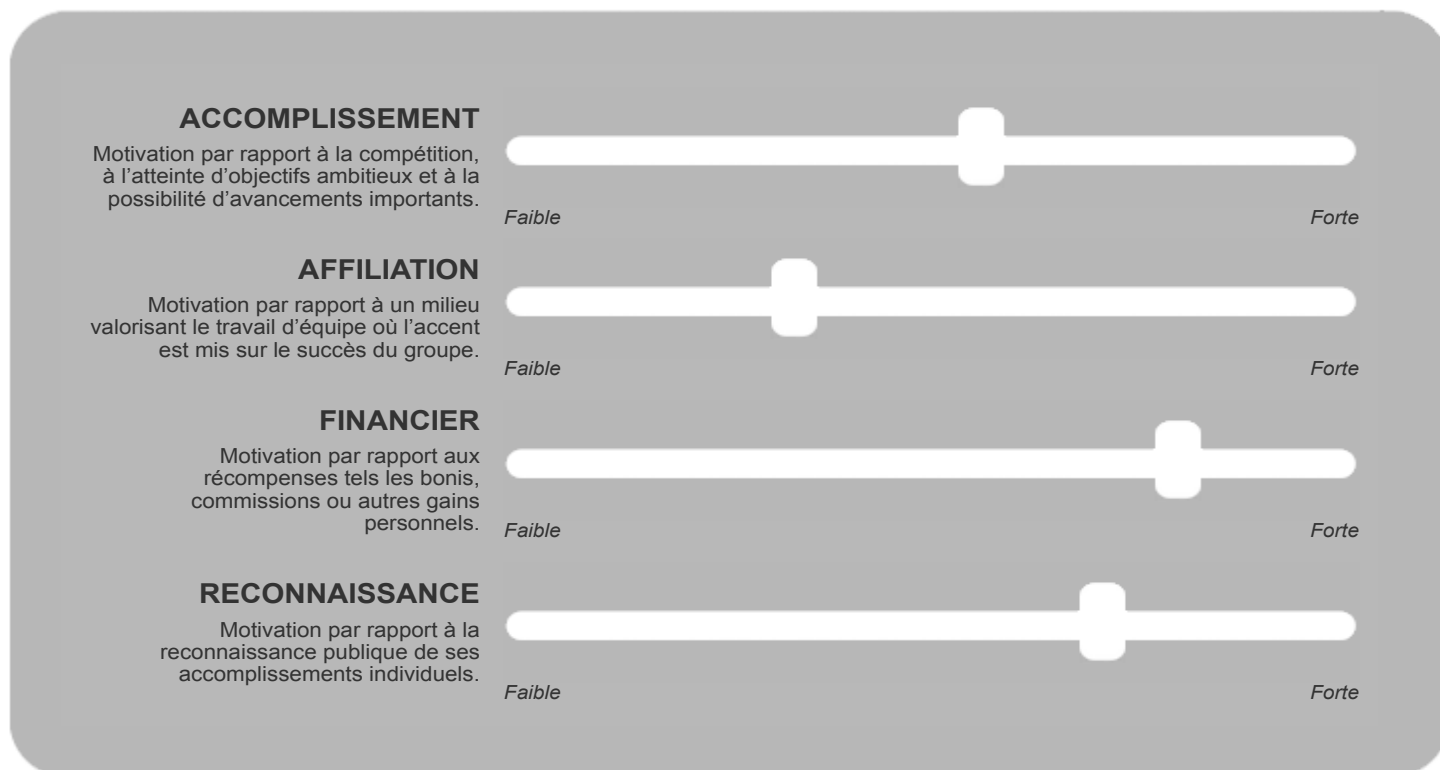 ACCOMPLISSEMENT
Motivation par rapport à la compétition,
à l’atteinte d’objectifs ambitieux et à la
possibilité d’avancements importants.
Faible
Forte
AFFILIATION
Motivation par rapport à un milieu
valorisant le travail d’équipe où l’accent
est mis sur le succès du groupe.
Faible
Forte
FINANCIER
Motivation par rapport aux
récompenses tels les bonis,
commissions ou autres gains
personnels.
Faible
Forte
RECONNAISSANCE
Motivation par rapport à la
reconnaissance publique de ses
accomplissements individuels.
Faible
Forte